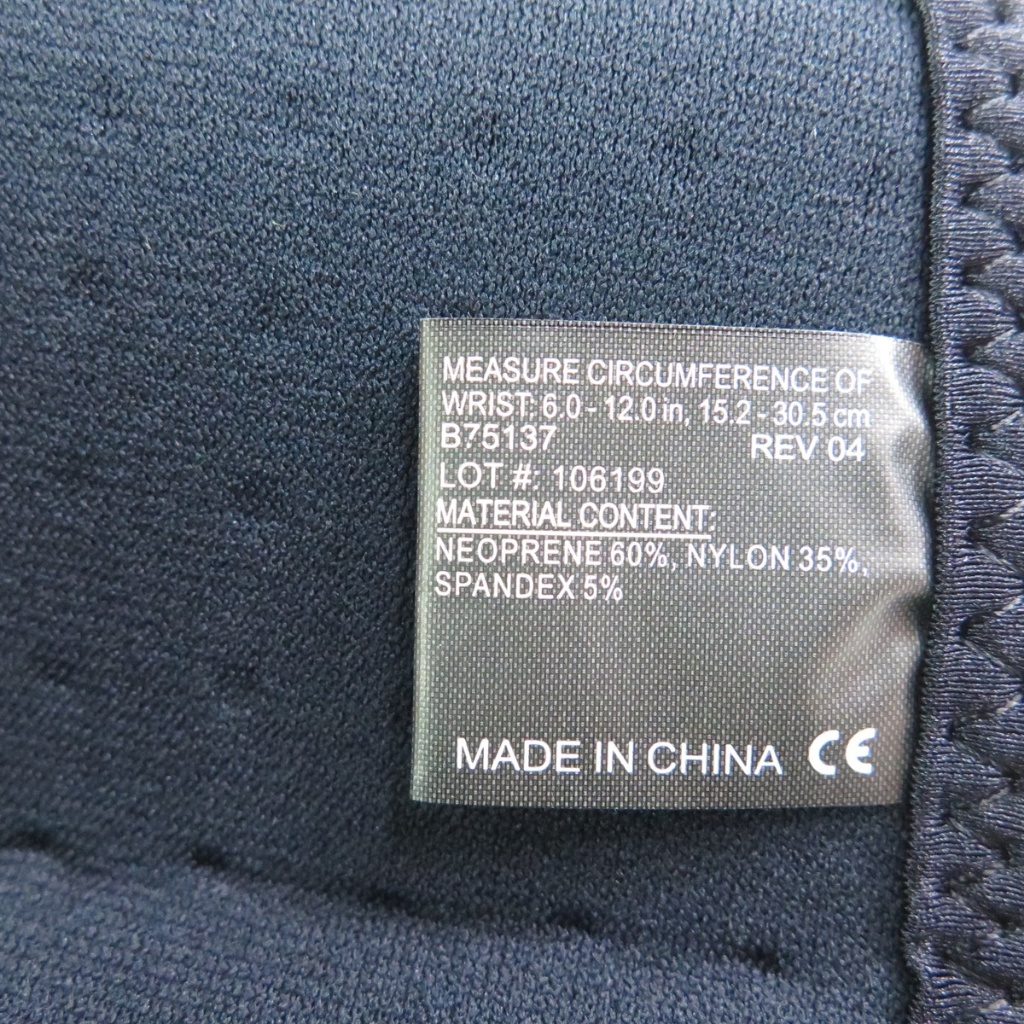 MEASURE CIRCUMFERENCE OF
WRIST: 6.0 - 12.0 in, 15.2 - 30.5 cm
B75137 REV 04
LOT #: 106199
MATERIAL CONTENT:
NEOPRENE 60%, NYLON 35%,
SPANDEX 5%
MADE IN CHINA CE